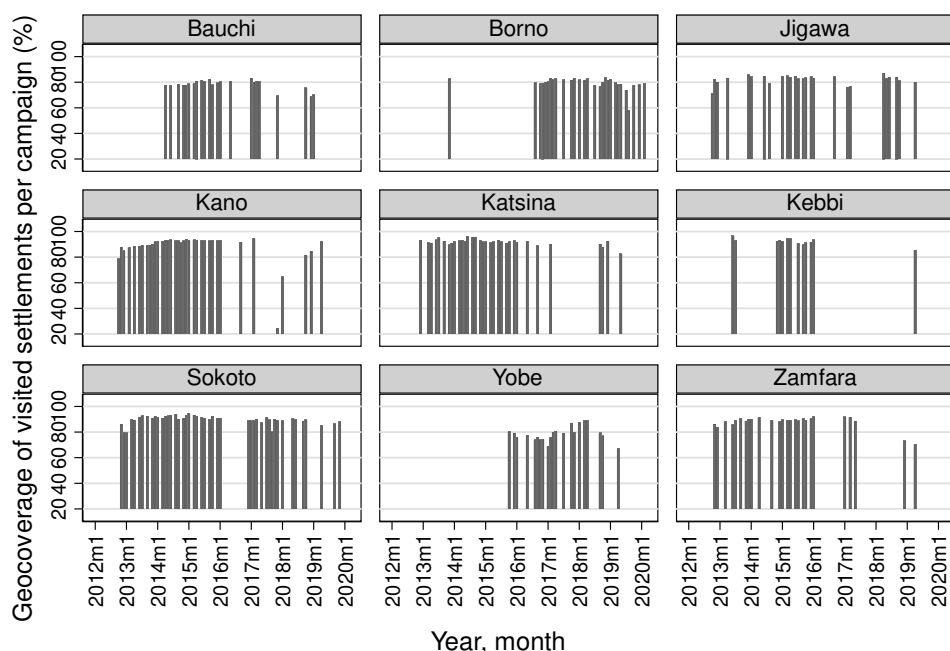 Geocoverage of visited settlements per campaign (%)
Bauchi Borno Jigawa
20 40 60 80 100
Kano Katsina Kebbi
20 40 60 80 100
Sokoto Yobe Zamfara
20 40 60 80 100
2012m1 2013m1 2014m1 2015m1 2016m1 2017m1 2018m1 2019m1 2020m1 2012m1 2013m1 2014m1 2015m1 2016m1 2017m1 2018m1 2019m1 2020m1 2012m1 2013m1 2014m1 2015m1 2016m1 2017m1 2018m1 2019m1 2020m1
Year, month